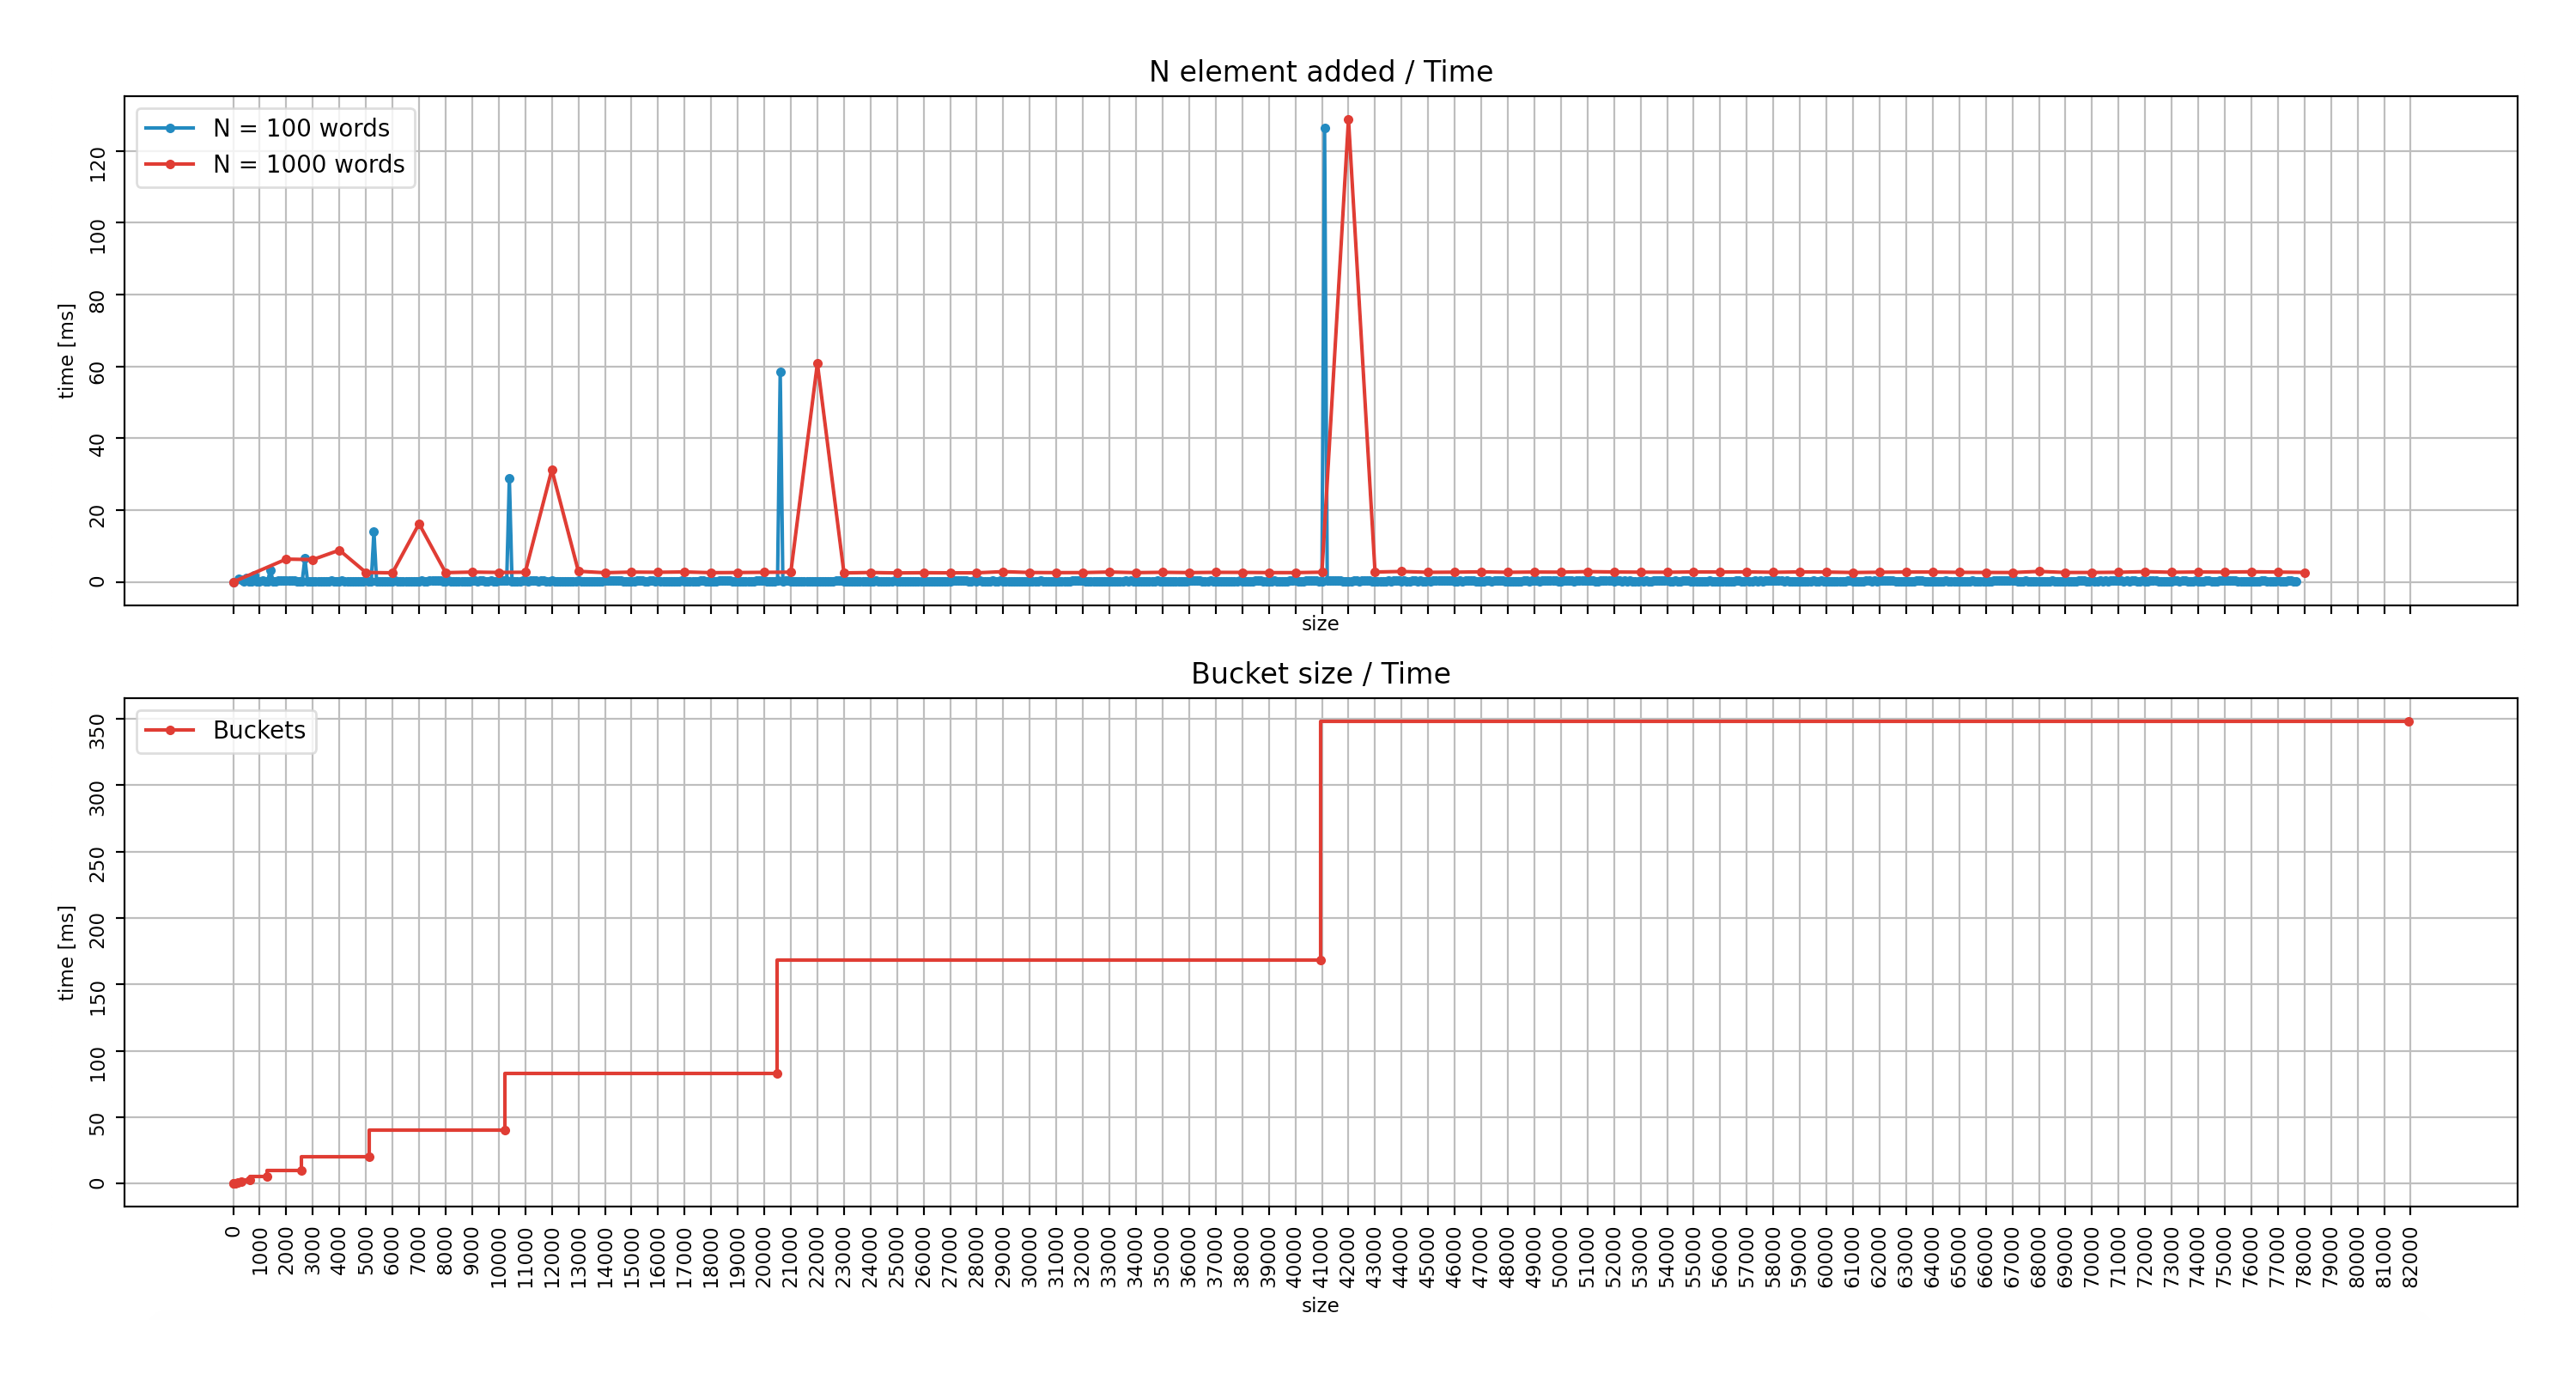 N element added / Time
N = 100 words
N = 1000 words
120
100
80
60
40
20
0
time [ms]
size
Bucket size / Time
Buckets
350
300
250
200
150
100
50
0
time [ms]
0 1000 2000 3000 4000 5000 6000 7000 8000 9000 10000 11000 12000 13000 14000 15000 16000 17000 18000 19000 20000 21000 22000 23000 24000 25000 26000 27000 28000 29000 30000 31000 32000 33000 34000 35000 36000 37000 38000 39000 40000 41000 42000 43000 44000 45000 46000 47000 48000 49000 50000 51000 52000 53000 54000 55000 56000 57000 58000 59000 60000 61000 62000 63000 64000 65000 66000 67000 68000 69000 70000 71000 72000 73000 74000 75000 76000 77000 78000 79000 80000 81000 82000
size